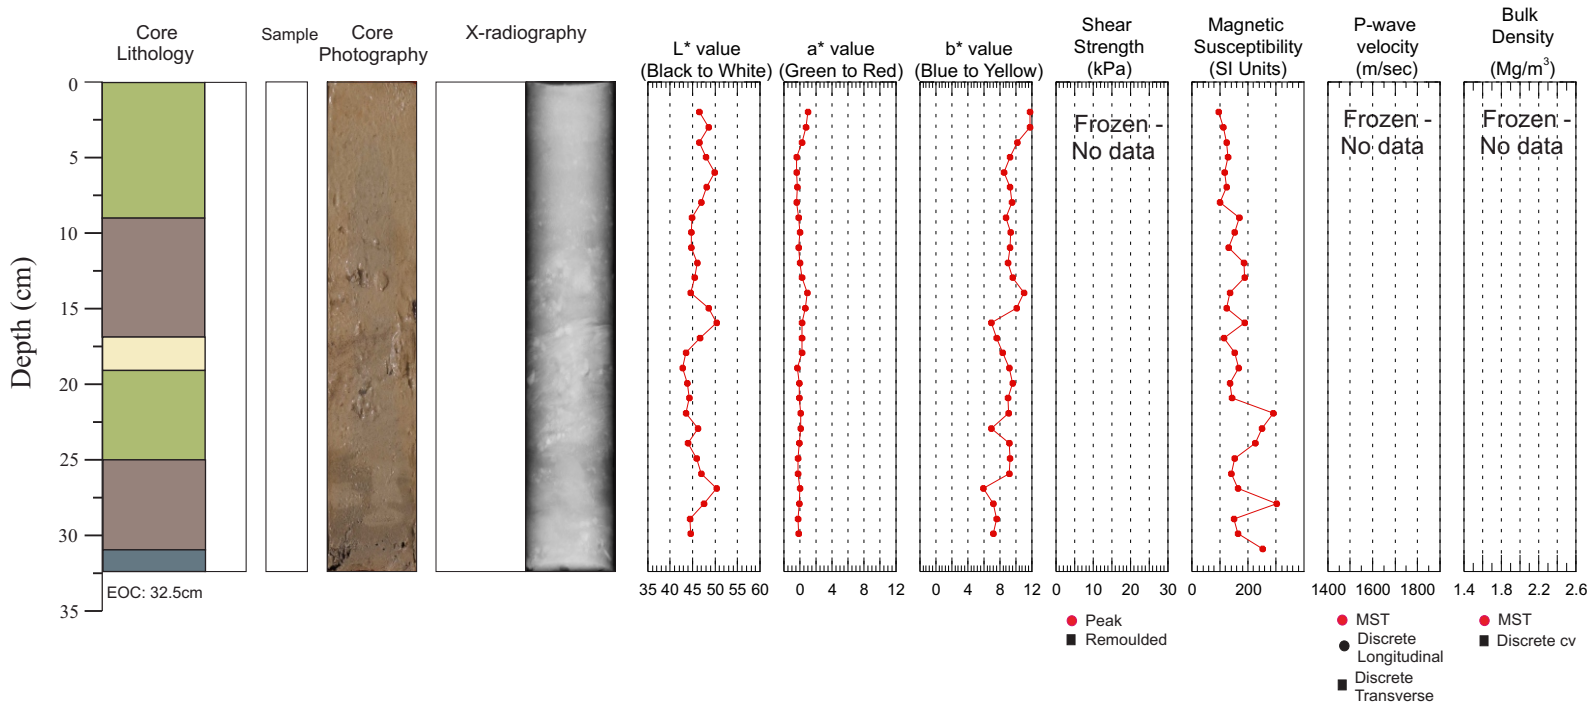 Core
Lithology
Sample
Core
Photography
X-radiography
L* value
(Black to White)
a* value
(Green to Red)
b* value
(Blue to Yellow)
Shear
Strength
(kPa)
Magnetic
Susceptibility
(SI Units)
P-wave
velocity
(m/sec)
Bulk
Density
(Mg/m³)
Depth (cm)
0
5
10
15
20
25
30
35
EOC: 32.5cm
Frozen -
No data
Frozen -
No data
Frozen -
No data
35 40 45 50 55 60
0 4 8 12
0 4 8 12
0 10 20 30
0 200
1400 1600 1800
1.4 1.8 2.2 2.6
Peak
Remoulded
MST
Discrete
Longitudinal
Discrete
Transverse
MST
Discrete cv